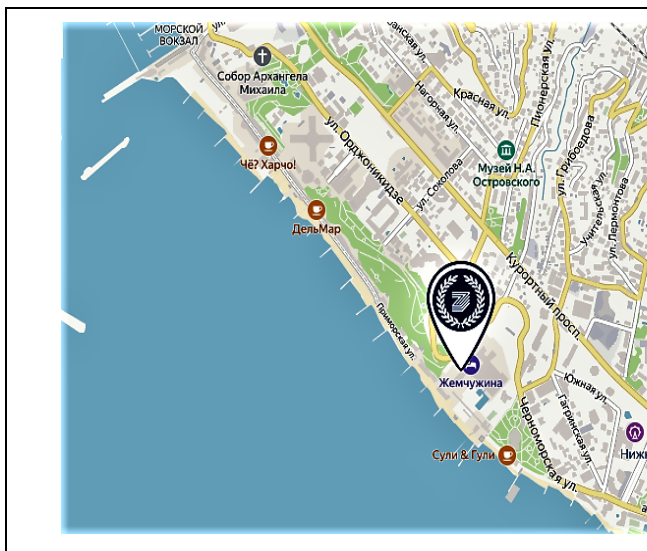 МОРСКОЙ
ВОКЗАЛ
Собор Архангела
Михаила
Чё? Харчо!
ДельМар
ул. Орджоникидзе
Нагорная ул.
Красная ул.
Пионерская ул.
ул. Грибоедова
Учительская ул.
ул. Лермонтова
Музей Н.А.
Островского
ул. Соколова
Курортный просп.
Приморская ул.
Жемчужина
Южная ул.
Гагринская ул.
Черноморская ул.
Сули & Гули